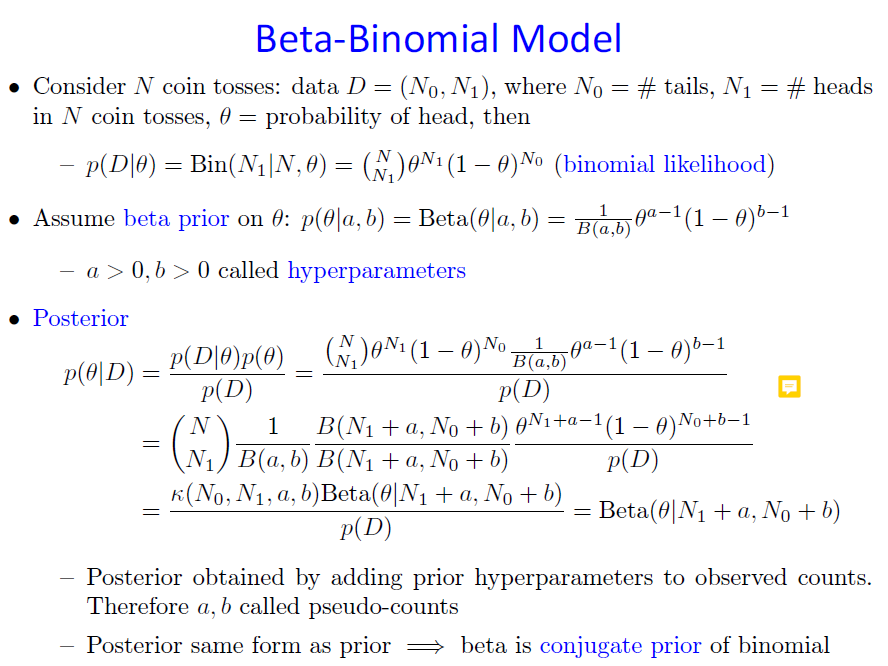 Beta-Binomial Model
• Consider N coin tosses: data D = (N₀, N₁), where N₀ = # tails, N₁ = # heads
in N coin tosses, θ = probability of head, then
– p(D|θ) = Bin(N₁|N, θ) = (N N₁)θ^N₁(1 − θ)^N₀ (binomial likelihood)
• Assume beta prior on θ: p(θ|a, b) = Beta(θ|a, b) = 1/B(a,b) θ^(a−1)(1 − θ)^(b−1)
– a > 0, b > 0 called hyperparameters
• Posterior
p(θ|D) = p(D|θ)p(θ) / p(D) = (N N₁)θ^N₁(1 − θ)^N₀ 1/B(a,b) θ^(a−1)(1 − θ)^(b−1) / p(D)
= (N N₁) 1/B(a, b) B(N₁ + a, N₀ + b)/B(N₁ + a, N₀ + b) θ^(N₁+a−1)(1 − θ)^(N₀+b−1) / p(D)
= κ(N₀, N₁, a, b)Beta(θ|N₁ + a, N₀ + b) / p(D) = Beta(θ|N₁ + a, N₀ + b)
– Posterior obtained by adding prior hyperparameters to observed counts.
Therefore a, b called pseudo-counts
– Posterior same form as prior ⟹ beta is conjugate prior of binomial